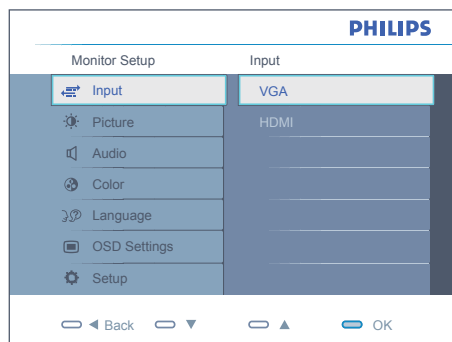 PHILIPS
Monitor Setup Input
Input VGA
Picture HDMI
Audio
Color
Language
OSD Settings
Setup
Back OK